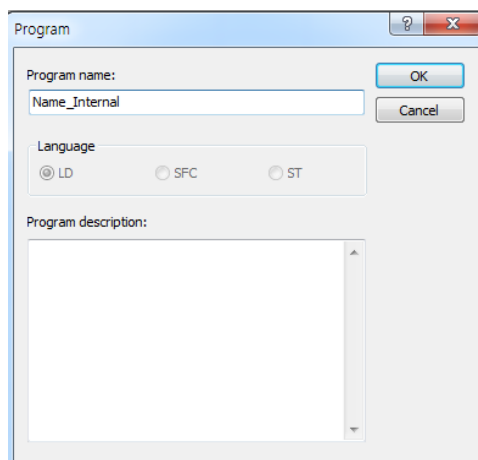 Program
?
X
Program name:
OK
Name_Internal
Cancel
Language
LD SFC ST
Program description: